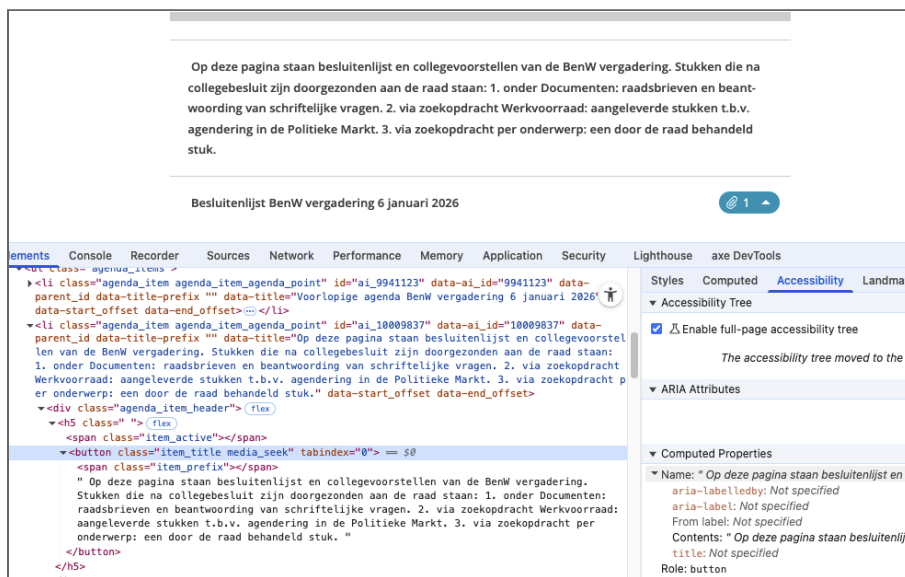 Op deze pagina staan besluitenlijst en collegevoorstellen van de BenW vergadering. Stukken die na
collegebesluit zijn doorgezonden aan de raad staan: 1. onder Documenten: raadsbrieven en beant-
woording van schriftelijke vragen. 2. via zoekopdracht Werkvoorraad: aangeleverde stukken t.b.v.
agendering in de Politieke Markt. 3. via zoekopdracht per onderwerp: een door de raad behandeld
stuk.
Besluitenlijst BenW vergadering 6 januari 2026
1
lements Console Recorder Sources Network Performance Memory Application Security Lighthouse axe DevTools
<ul class="agenda_items">
<li class="agenda_item agenda_item_agenda_point" id="ai_9941123" data-ai_id="9941123" data-
parent_id data-title-prefix "" data-title="Voorlopige agenda BenW vergadering 6 januari 2026"
data-start_offset data-end_offset>…</li>
<li class="agenda_item agenda_item_agenda_point" id="ai_10009837" data-ai_id="10009837" data-
parent_id data-title-prefix "" data-title="Op deze pagina staan besluitenlijst en collegevoorstel
len van de BenW vergadering. Stukken die na collegebesluit zijn doorgezonden aan de raad staan:
1. onder Documenten: raadsbrieven en beantwoording van schriftelijke vragen. 2. via zoekopdracht
Werkvoorraad: aangeleverde stukken t.b.v. agendering in de Politieke Markt. 3. via zoekopdracht p
er onderwerp: een door de raad behandeld stuk." data-start_offset data-end_offset>
<div class="agenda_item_header"> flex
<h5 class=" "> flex
<span class="item_active"></span>
<button class="item_title media_seek" tabindex="0"> == $0
<span class="item_prefix"></span>
" Op deze pagina staan besluitenlijst en collegevoorstellen van de BenW vergadering.
Stukken die na collegebesluit zijn doorgezonden aan de raad staan: 1. onder Documenten:
raadsbrieven en beantwoording van schriftelijke vragen. 2. via zoekopdracht Werkvoorraad:
aangeleverde stukken t.b.v. agendering in de Politieke Markt. 3. via zoekopdracht per
onderwerp: een door de raad behandeld stuk. "
</button>
</h5>
Styles Computed Accessibility Landma
Accessibility Tree
Enable full-page accessibility tree
The accessibility tree moved to the
ARIA Attributes
Computed Properties
Name: " Op deze pagina staan besluitenlijst en
aria-labelledby: Not specified
aria-label: Not specified
From label: Not specified
Contents: " Op deze pagina staan besluitenlij
title: Not specified
Role: button